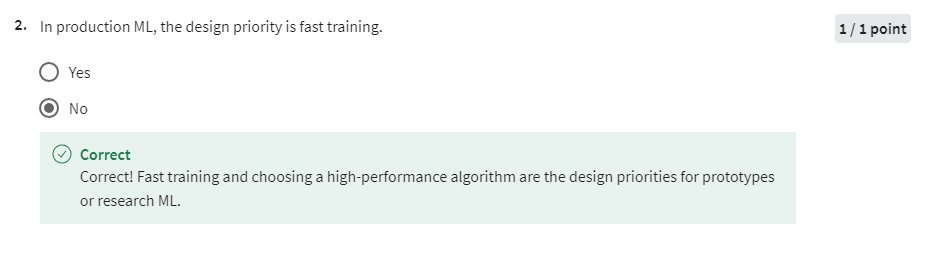 2. In production ML, the design priority is fast training.
1 / 1 point
Yes
No
Correct
Correct! Fast training and choosing a high-performance algorithm are the design priorities for prototypes
or research ML.